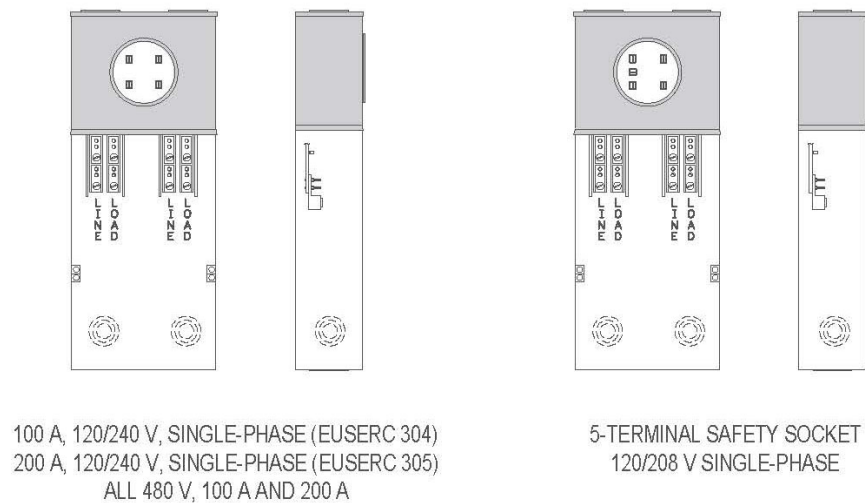 LINE LOAD LINE LOAD
LINE LOAD LINE LOAD
100 A, 120/240 V, SINGLE-PHASE (EUSERC 304)
200 A, 120/240 V, SINGLE-PHASE (EUSERC 305)
ALL 480 V, 100 A AND 200 A
5-TERMINAL SAFETY SOCKET
120/208 V SINGLE-PHASE